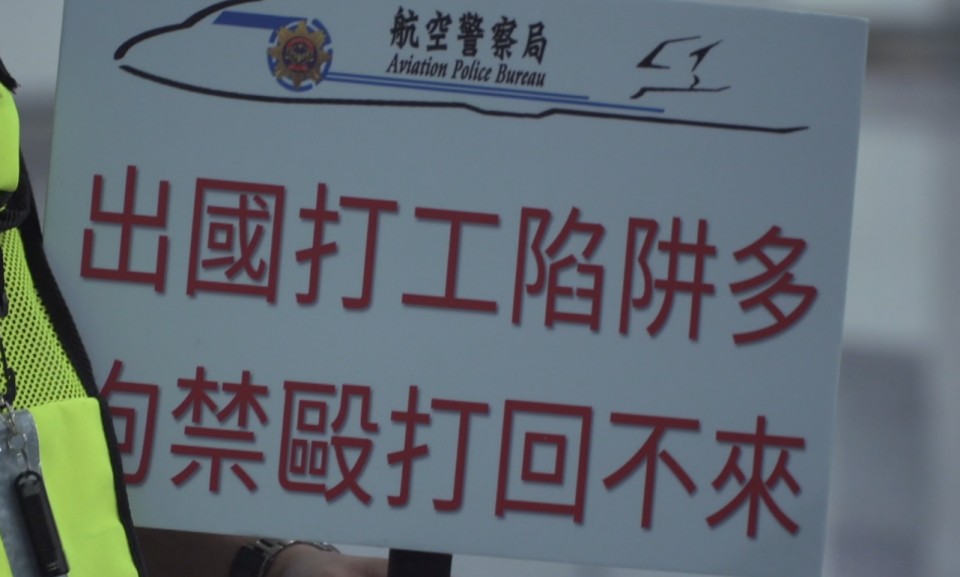 航空警察局
Aviation Police Bureau
出國打工陷阱多
拘禁毆打回不來